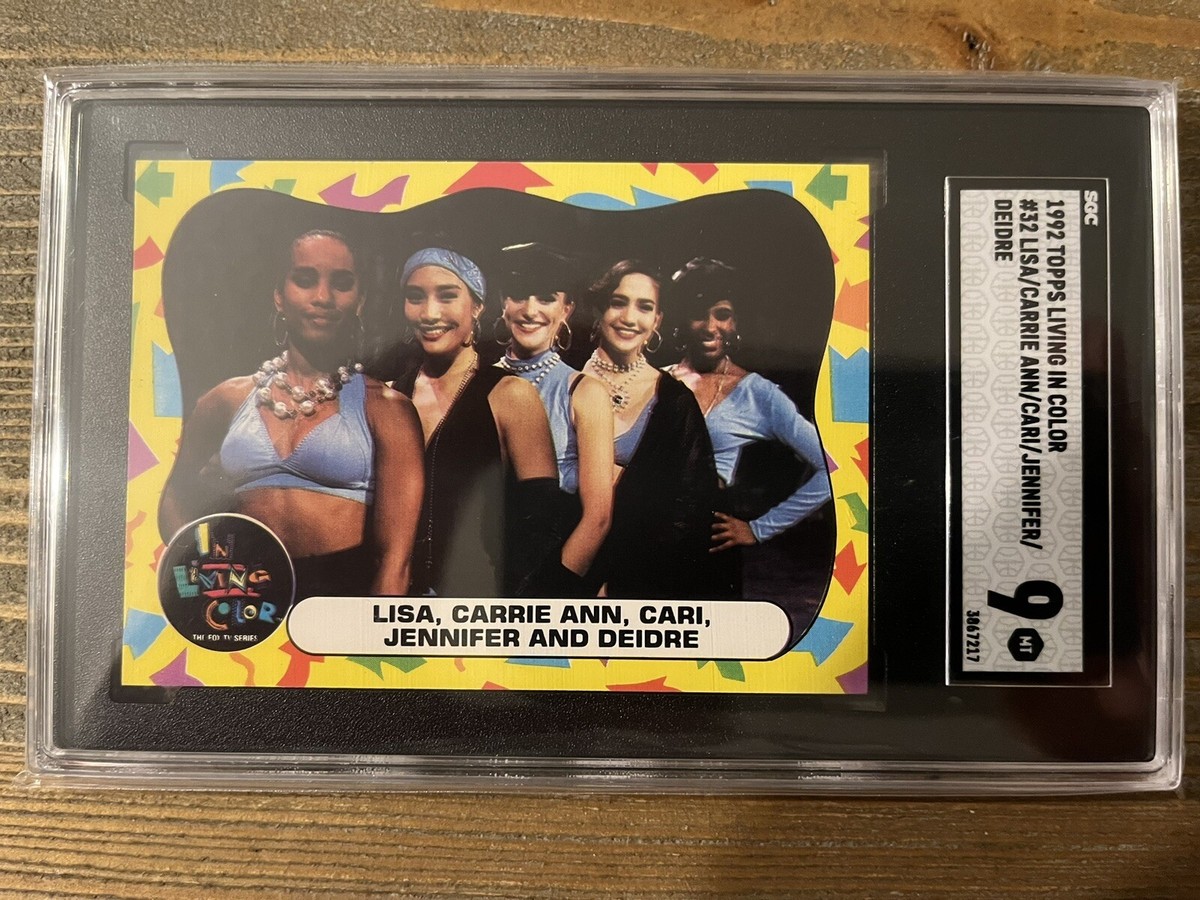 IN
LIVING
COLOR
THE FOX TV SERIES
LISA, CARRIE ANN, CARI,
JENNIFER AND DEIDRE
SGC
1992 TOPPS LIVING IN COLOR
#32 LISA/CARRIE ANN/CARI/JENNIFER/
DEIDRE
9
MT
3867217